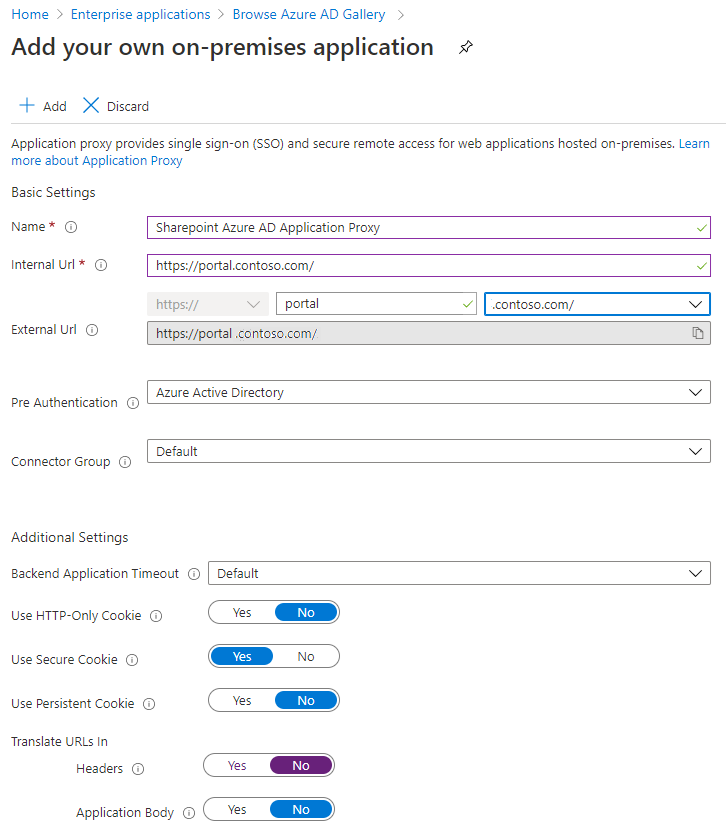 Home > Enterprise applications > Browse Azure AD Gallery >
Add your own on-premises application
Add Discard
Application proxy provides single sign-on (SSO) and secure remote access for web applications hosted on-premises. Learn
more about Application Proxy
Basic Settings
Name * Sharepoint Azure AD Application Proxy
Internal Url * https://portal.contoso.com/
https:// portal .contoso.com/
External Url https://portal .contoso.com/
Pre Authentication Azure Active Directory
Connector Group Default
Additional Settings
Backend Application Timeout Default
Use HTTP-Only Cookie Yes No
Use Secure Cookie Yes No
Use Persistent Cookie Yes No
Translate URLs In
Headers Yes No
Application Body Yes No